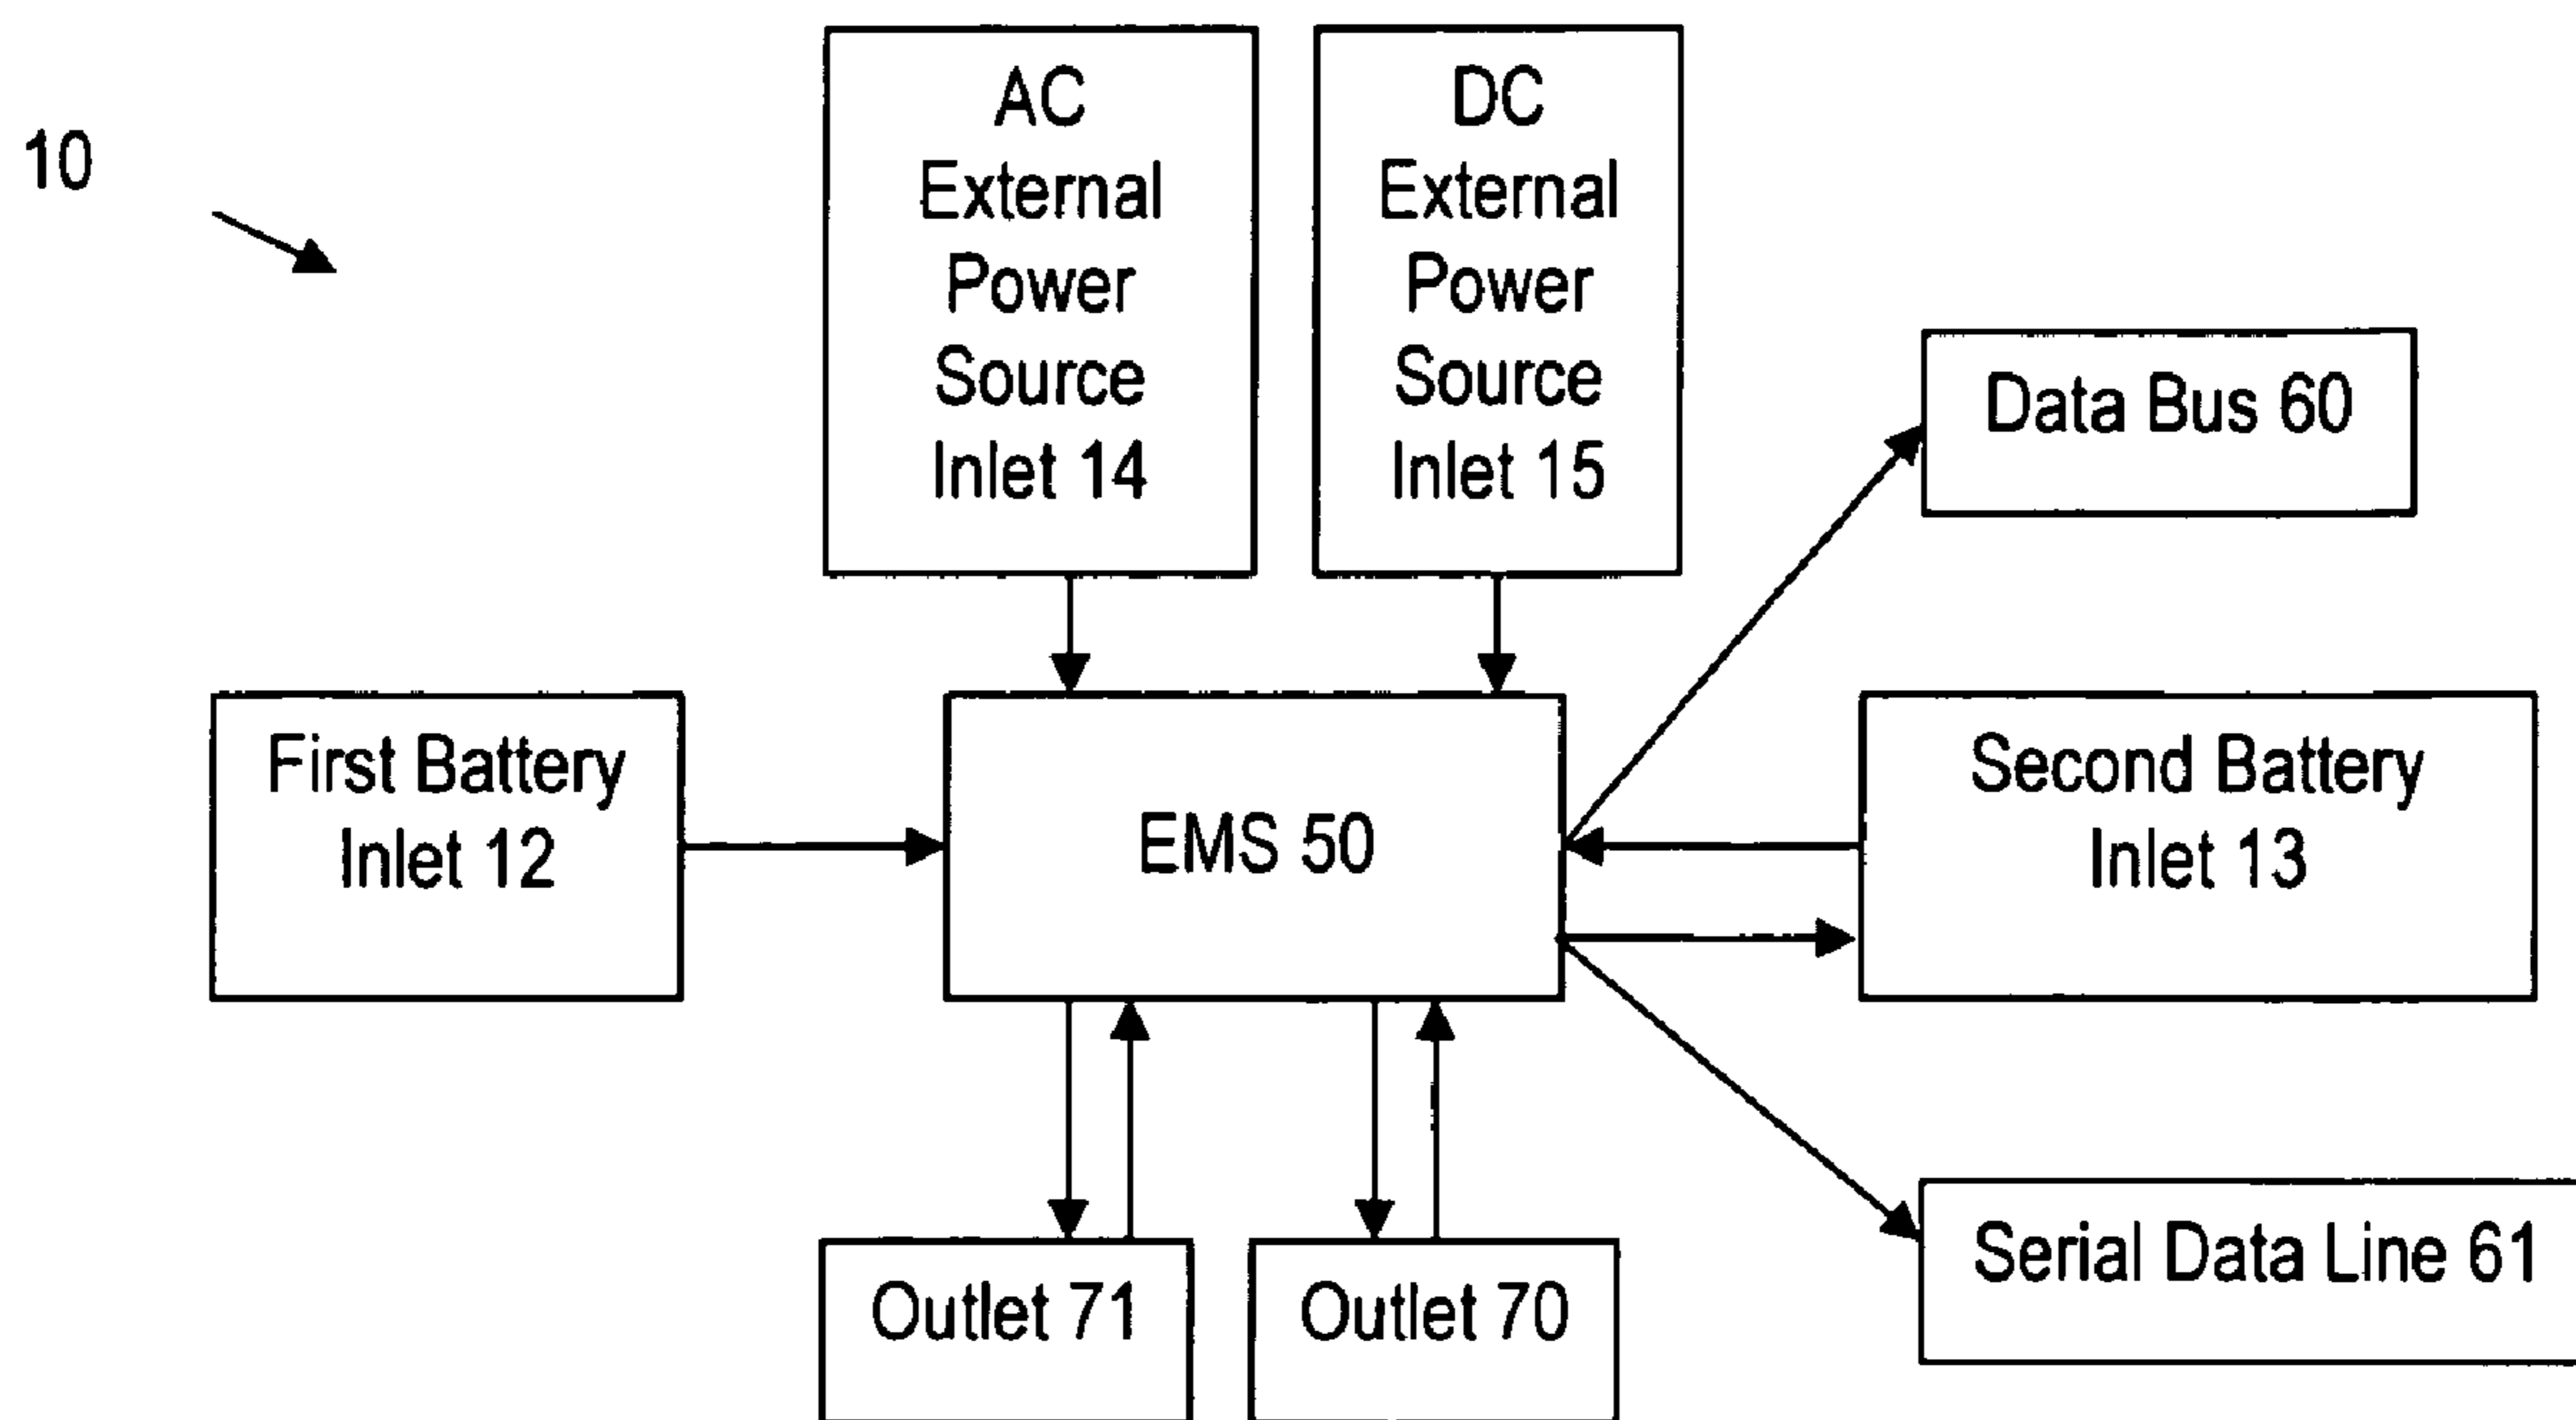 10
AC
External
Power
Source
Inlet 14
DC
External
Power
Source
Inlet 15
Data Bus 60
First Battery
Inlet 12
EMS 50
Second Battery
Inlet 13
Outlet 71
Outlet 70
Serial Data Line 61